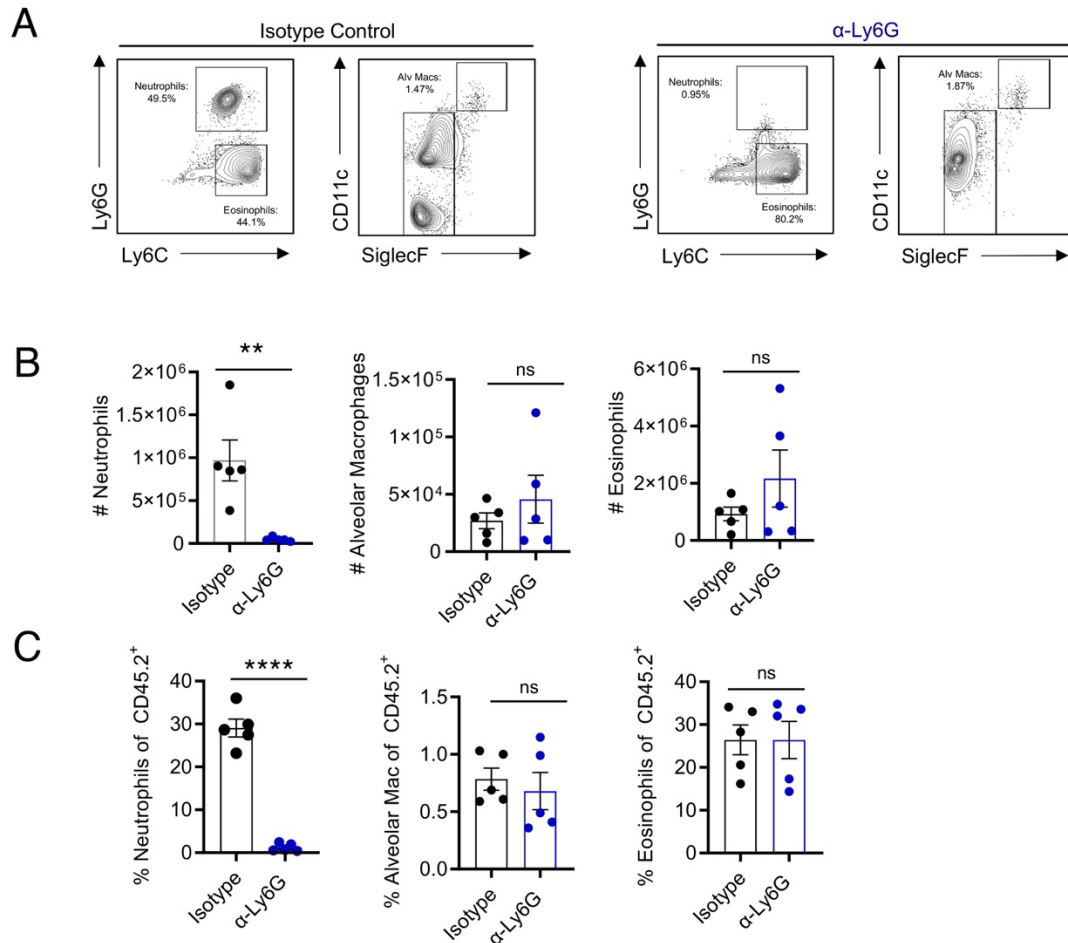 A
Isotype Control
α-Ly6G
Ly6G
Neutrophils:
49.5%
Eosinophils:
44.1%
Ly6C
CD11c
Alv Macs:
1.47%
SiglecF
Ly6G
Neutrophils:
0.95%
Eosinophils:
80.2%
Ly6C
CD11c
Alv Macs:
1.87%
SiglecF
B
# Neutrophils
**
2×10⁶
1×10⁶
1×10⁶
5×10⁵
0
Isotype
α-Ly6G
# Alveolar Macrophages
ns
1×10⁵
1×10⁵
5×10⁴
0
Isotype
α-Ly6G
# Eosinophils
ns
6×10⁶
4×10⁶
2×10⁶
0
Isotype
α-Ly6G
C
% Neutrophils of CD45.2⁺
****
40
30
20
10
0
Isotype
α-Ly6G
% Alveolar Mac of CD45.2⁺
ns
1.5
1.0
0.5
0.0
Isotype
α-Ly6G
% Eosinophils of CD45.2⁺
ns
40
30
20
10
0
Isotype
α-Ly6G